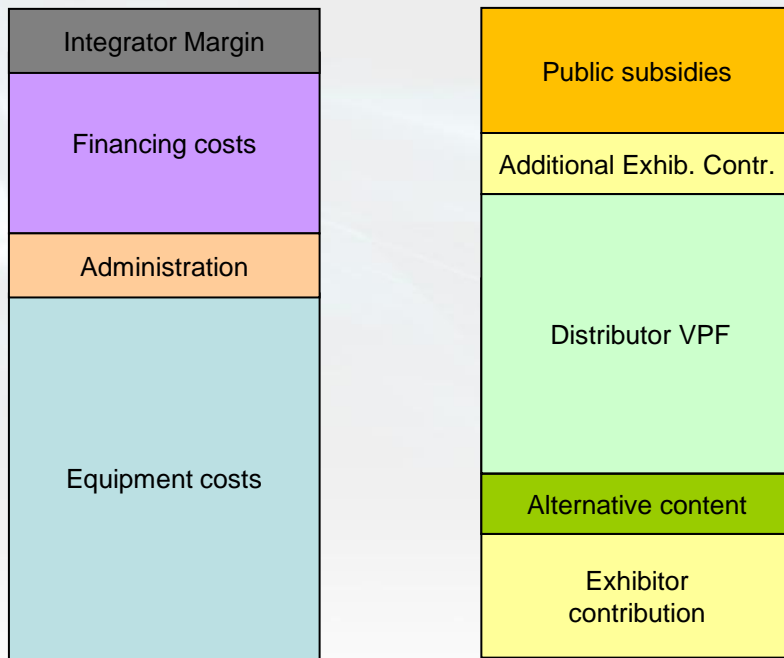 Integrator Margin
Financing costs
Administration
Equipment costs
Public subsidies
Additional Exhib. Contr.
Distributor VPF
Alternative content
Exhibitor
contribution